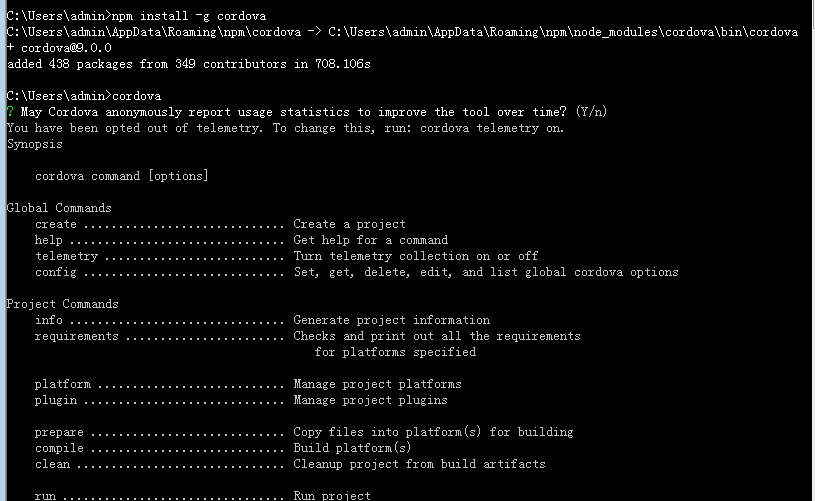 C:\Users\admin>npm install -g cordova
C:\Users\admin\AppData\Roaming\npm\cordova -> C:\Users\admin\AppData\Roaming\npm\node_modules\cordova\bin\cordova
+ cordova@9.0.0
added 438 packages from 349 contributors in 708.106s
C:\Users\admin>cordova
? May Cordova anonymously report usage statistics to improve the tool over time? (Y/n)
You have been opted out of telemetry. To change this, run: cordova telemetry on.
Synopsis
cordova command [options]
Global Commands
create ............................. Create a project
help ............................... Get help for a command
telemetry .......................... Turn telemetry collection on or off
config ............................. Set, get, delete, edit, and list global cordova options
Project Commands
info ............................... Generate project information
requirements ....................... Checks and print out all the requirements
for platforms specified
platform ........................... Manage project platforms
plugin ............................. Manage project plugins
prepare ............................ Copy files into platform(s) for building
compile ............................ Build platform(s)
clean .............................. Cleanup project from build artifacts
run ................................ Run project